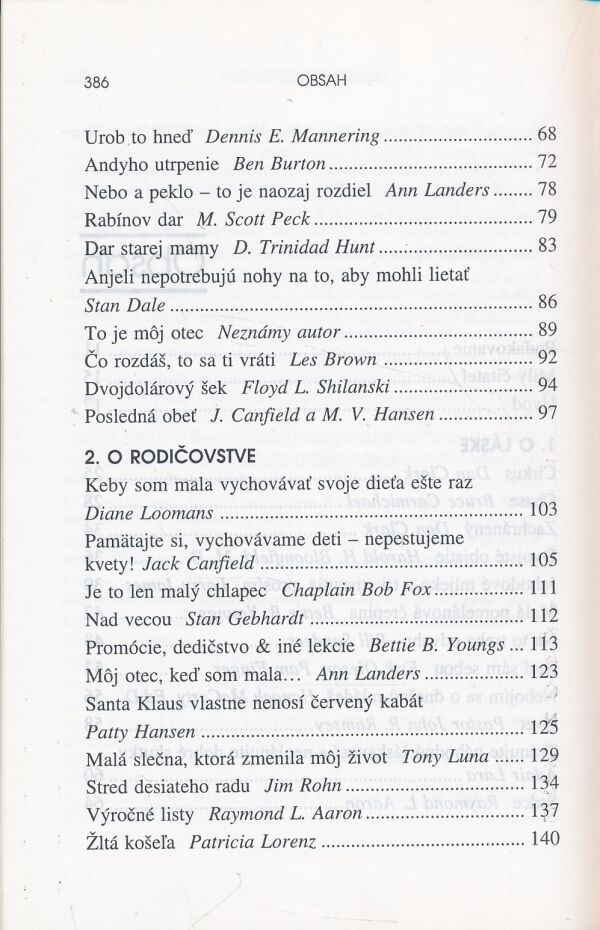 386 OBSAH
Urob to hneď Dennis E. Mannering ............................. 68
Andyho utrpenie Ben Burton ....................................... 72
Nebo a peklo – to je naozaj rozdiel Ann Landers ....... 78
Rabínov dar M. Scott Peck .......................................... 79
Dar starej mamy D. Trinidad Hunt .............................. 83
Anjeli nepotrebujú nohy na to, aby mohli lietať
Stan Dale ...................................................................... 86
To je môj otec Neznámy autor ..................................... 89
Čo rozdáš, to sa ti vráti Les Brown ............................. 92
Dvojdolárový šek Floyd L. Shilanski ........................... 94
Posledná obeť J. Canfield a M. V. Hansen ................... 97
2. O RODIČOVSTVE
Keby som mala vychovávať svoje dieťa ešte raz
Diane Loomans ............................................................ 103
Pamätajte si, vychovávame deti – nepestujeme
kvety! Jack Canfield .................................................... 105
Je to len malý chlapec Chaplain Bob Fox ................... 111
Nad vecou Stan Gebhardt ............................................ 112
Promócie, dedičstvo & iné lekcie Bettie B. Youngs ... 113
Môj otec, keď som mala… Ann Landers ..................... 123
Santa Klaus vlastne nenosí červený kabát
Patty Hansen ................................................................ 125
Malá slečna, ktorá zmenila môj život Tony Luna ....... 129
Stred desiateho radu Jim Rohn .................................... 134
Výročné listy Raymond L. Aaron ................................. 137
Žltá košeľa Patricia Lorenz ......................................... 140